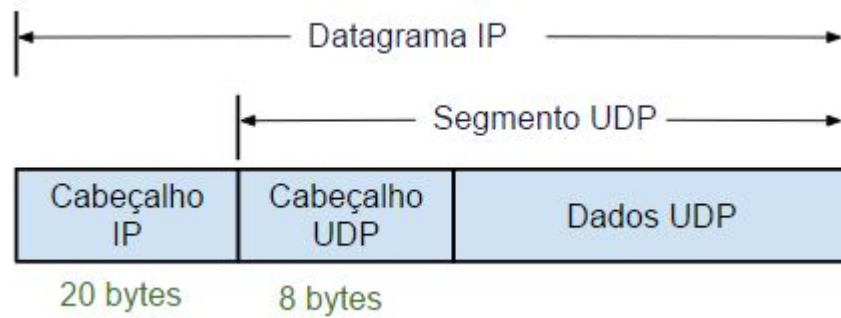 Datagrama IP
Segmento UDP
Cabeçalho
IP
Cabeçalho
UDP
Dados UDP
20 bytes
8 bytes